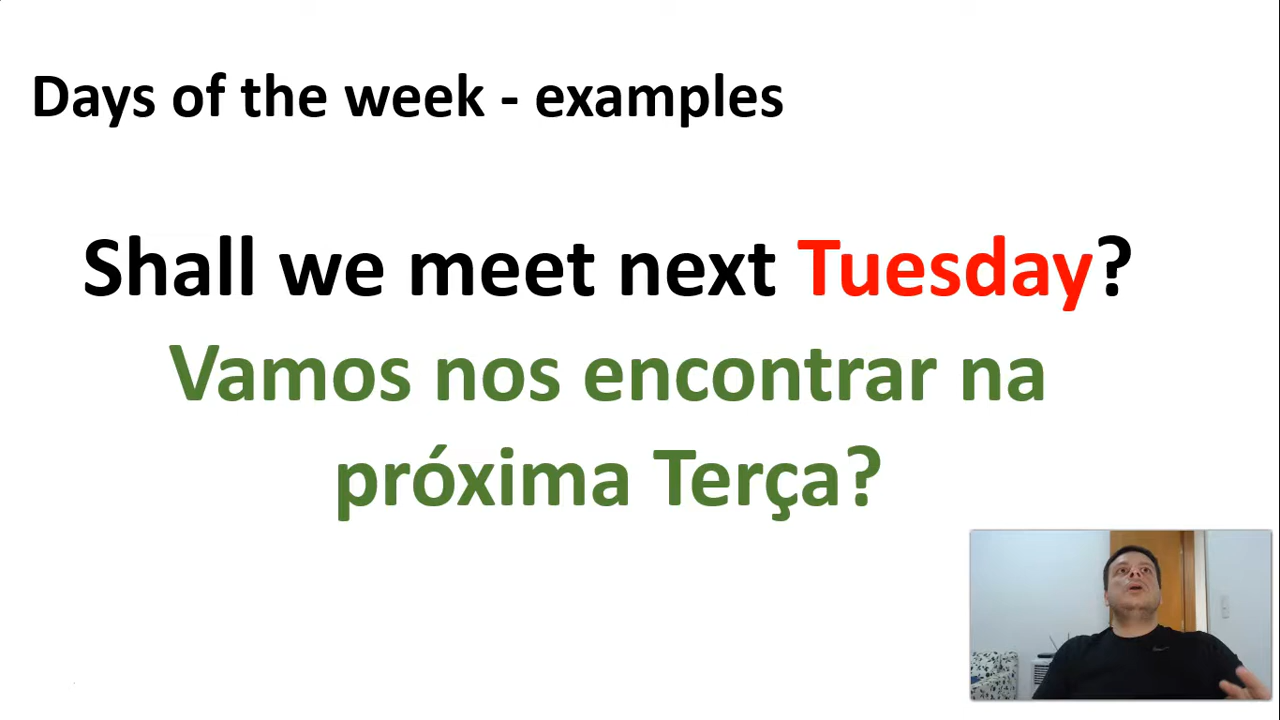 Days of the week - examples
Shall we meet next Tuesday?
Vamos nos encontrar na
próxima Terça?